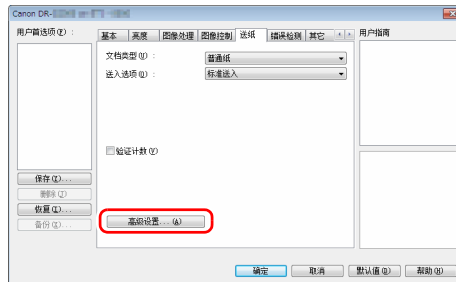 Canon DR-
用户首选项(F)：
基本 亮度 图像处理 图像控制 送纸 错误检测 其它
用户指南
文档类型(U)： 普通纸
送入选项(Q)： 标准送入
验证计数(Y)
保存(I)...
删除(J)
恢复(Z)...
备份(X)...
高级设置...(A)
确定 取消 默认值(D) 帮助(H)